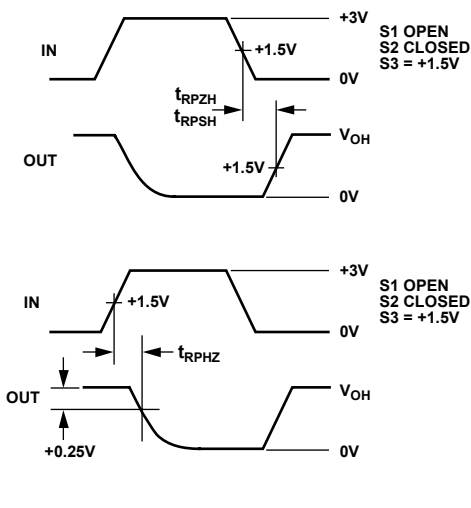 +3V
S1 OPEN
S2 CLOSED
S3 = +1.5V
IN
+1.5V
0V
tRPZH
tRPSH
VOH
OUT
+1.5V
0V
+3V
S1 OPEN
S2 CLOSED
S3 = +1.5V
IN
+1.5V
0V
tRPHZ
OUT
VOH
+0.25V
0V